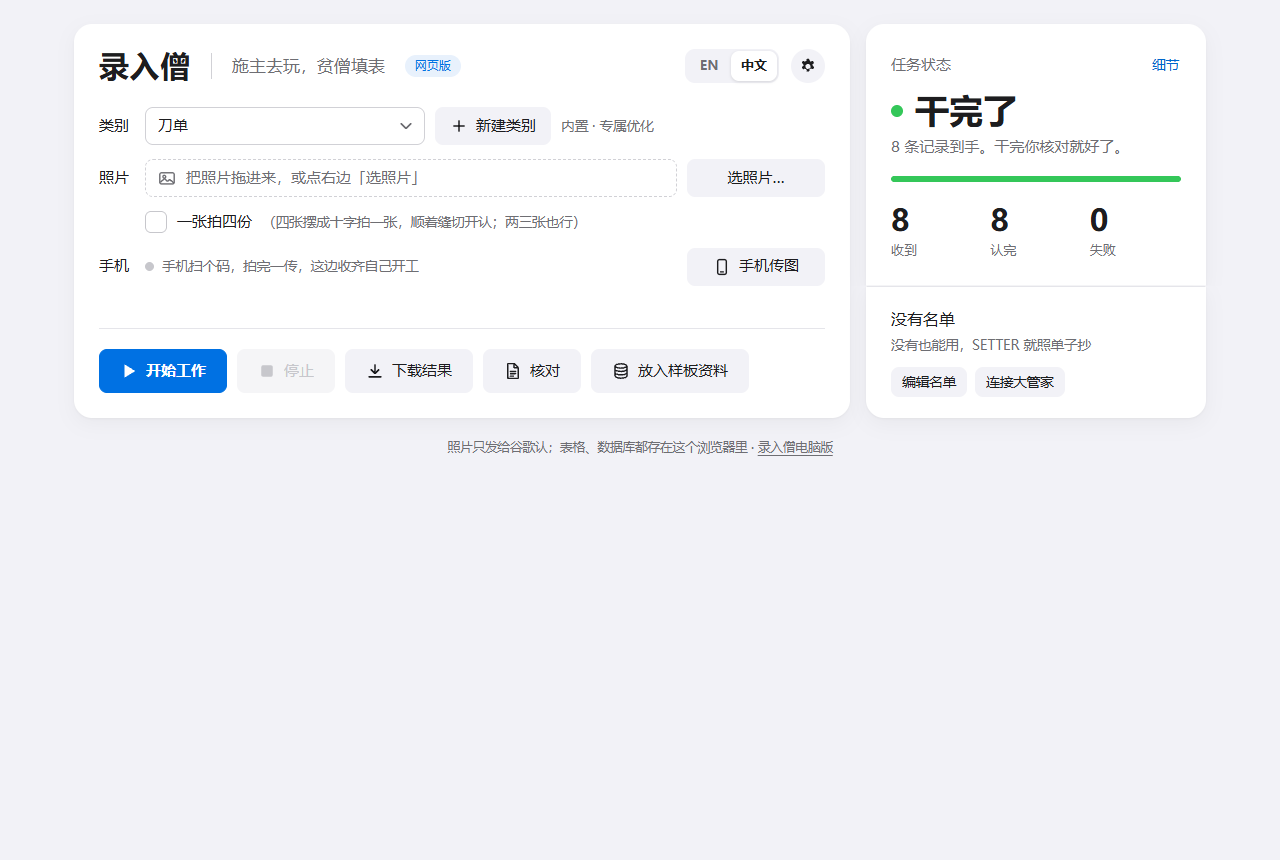 录入僧
施主去玩，贫僧填表
网页版
EN 中文
类别 刀单 新建类别 内置 · 专属优化
照片 把照片拖进来，或点右边「选照片」 选照片...
一张拍四份 （四张摆成十字拍一张，顺着缝切开认；两三张也行）
手机 手机扫个码，拍完一传，这边收齐自己开工 手机传图
开始工作 停止 下载结果 核对 放入样板资料
任务状态 细节
干完了
8 条记录到手。干完你核对就好了。
8 8 0
收到 认完 失败
没有名单
没有也能用，SETTER 就照单子抄
编辑名单 连接大管家
照片只发给谷歌认；表格、数据库都存在这个浏览器里 · 录入僧电脑版